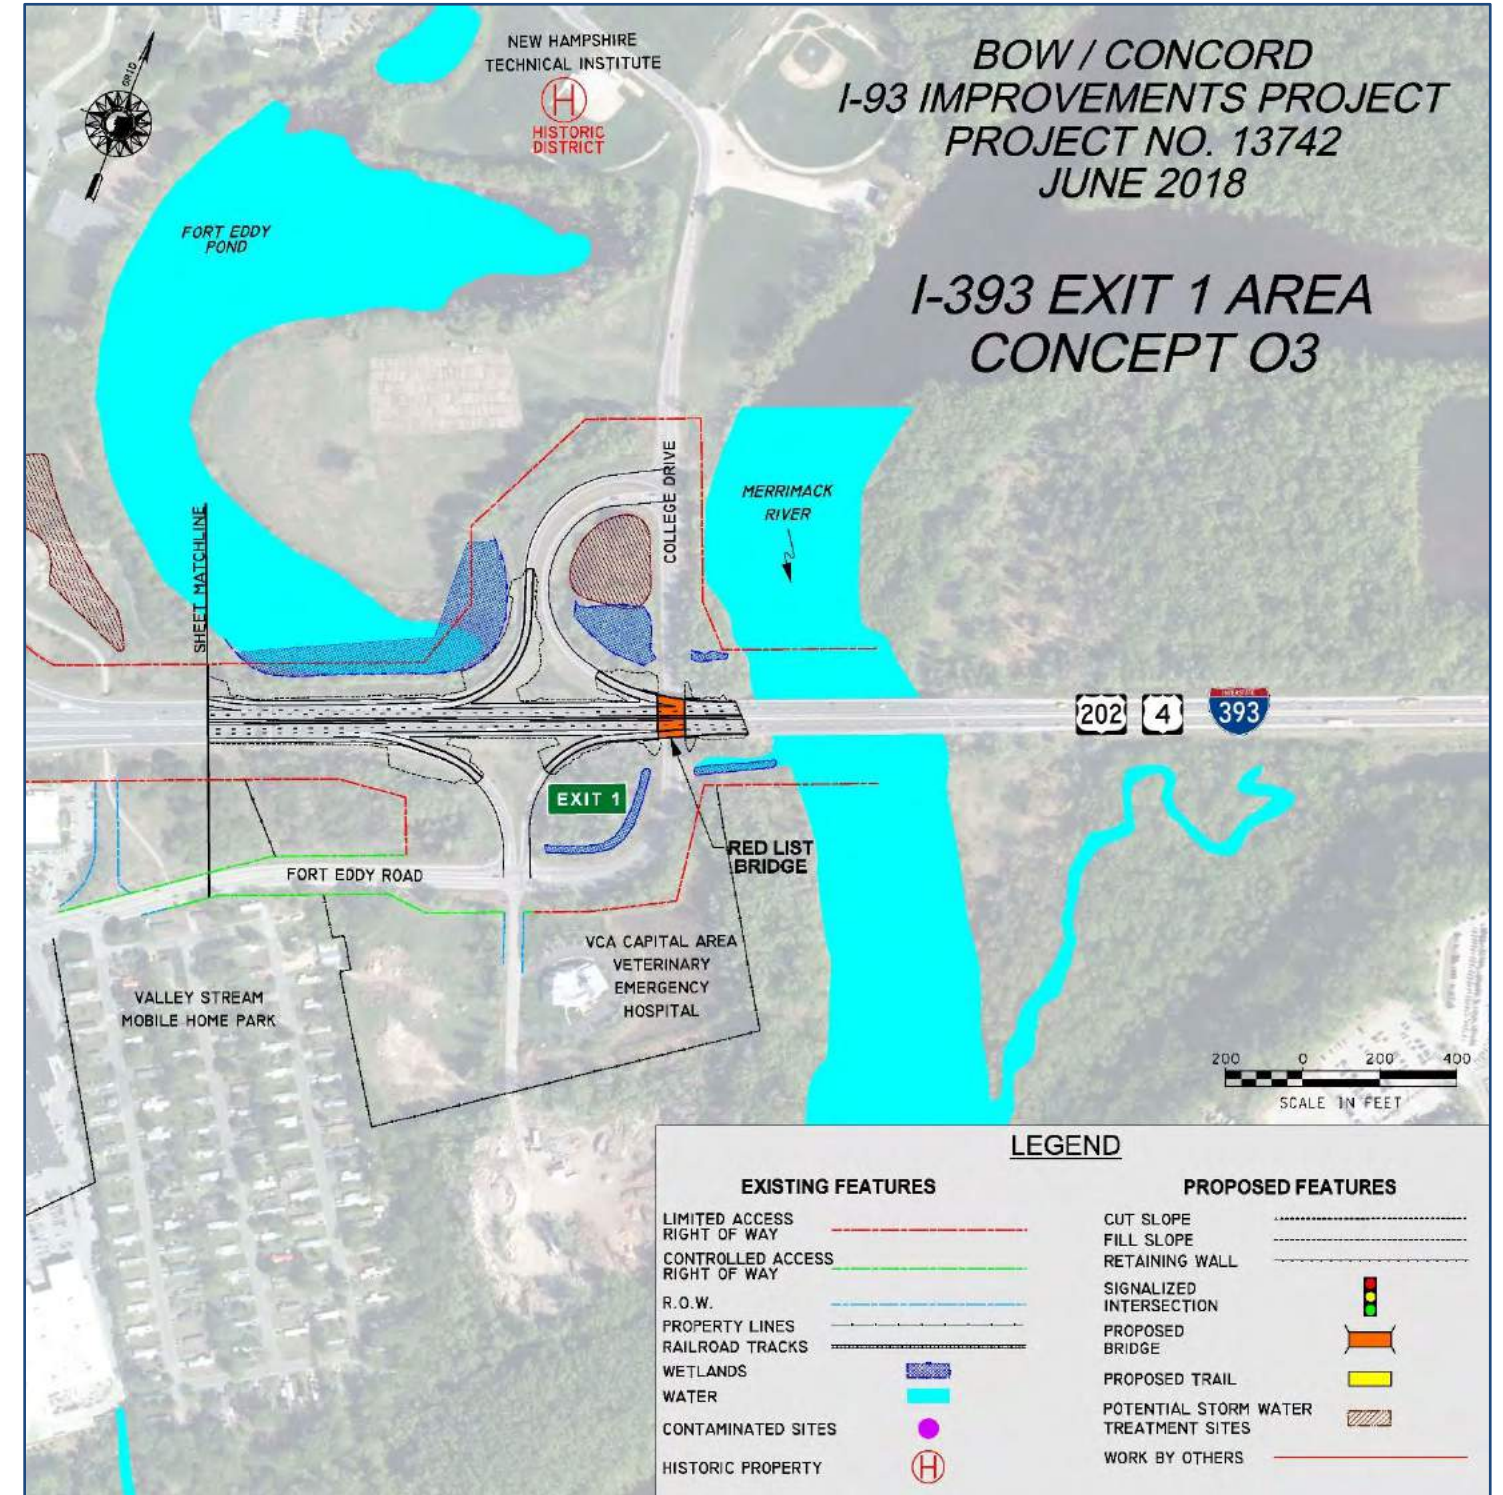 GRID
NEW HAMPSHIRE
TECHNICAL INSTITUTE
H
HISTORIC
DISTRICT
BOW / CONCORD
I-93 IMPROVEMENTS PROJECT
PROJECT NO. 13742
JUNE 2018
I-393 EXIT 1 AREA
CONCEPT O3
FORT EDDY
POND
SHEET MATCHLINE
COLLEGE DRIVE
MERRIMACK
RIVER
202
4
INTERSTATE
393
EXIT 1
RED LIST
BRIDGE
FORT EDDY ROAD
VCA CAPITAL AREA
VETERINARY
EMERGENCY
HOSPITAL
VALLEY STREAM
MOBILE HOME PARK
200 0 200 400
SCALE IN FEET
LEGEND
EXISTING FEATURES
LIMITED ACCESS
RIGHT OF WAY
CONTROLLED ACCESS
RIGHT OF WAY
R.O.W.
PROPERTY LINES
RAILROAD TRACKS
WETLANDS
WATER
CONTAMINATED SITES
HISTORIC PROPERTY
H
PROPOSED FEATURES
CUT SLOPE
FILL SLOPE
RETAINING WALL
SIGNALIZED
INTERSECTION
PROPOSED
BRIDGE
PROPOSED TRAIL
POTENTIAL STORM WATER
TREATMENT SITES
WORK BY OTHERS